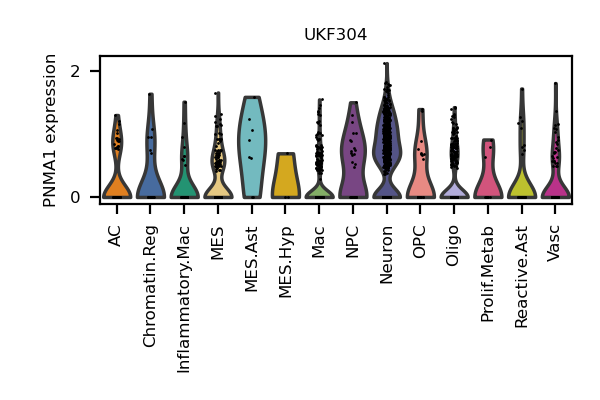 UKF304
PNMA1 expression
2
0
AC
Chromatin.Reg
Inflammatory.Mac
MES
MES.Ast
MES.Hyp
Mac
NPC
Neuron
OPC
Oligo
Prolif.Metab
Reactive.Ast
Vasc